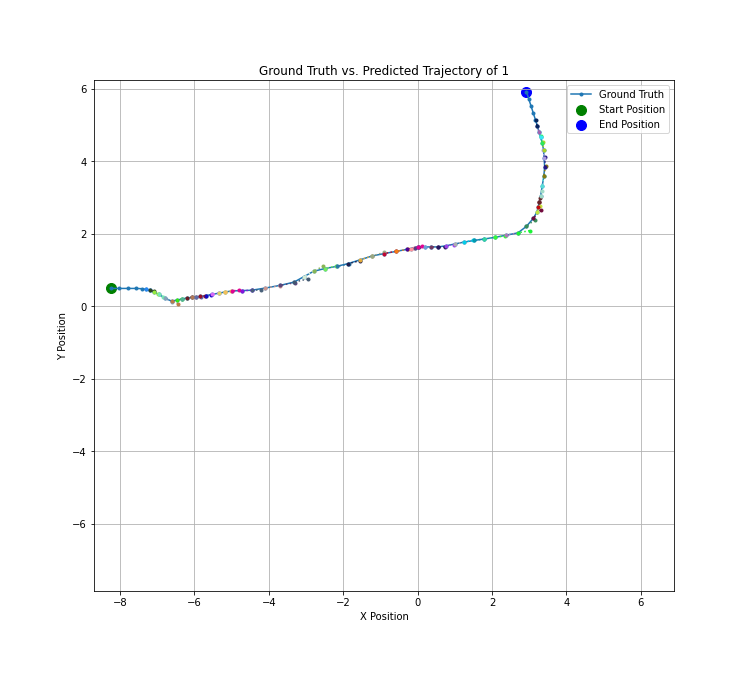 Ground Truth vs. Predicted Trajectory of 1
Ground Truth
Start Position
End Position
6
4
2
0
−2
−4
−6
Y Position
−8
−6
−4
−2
0
2
4
6
X Position